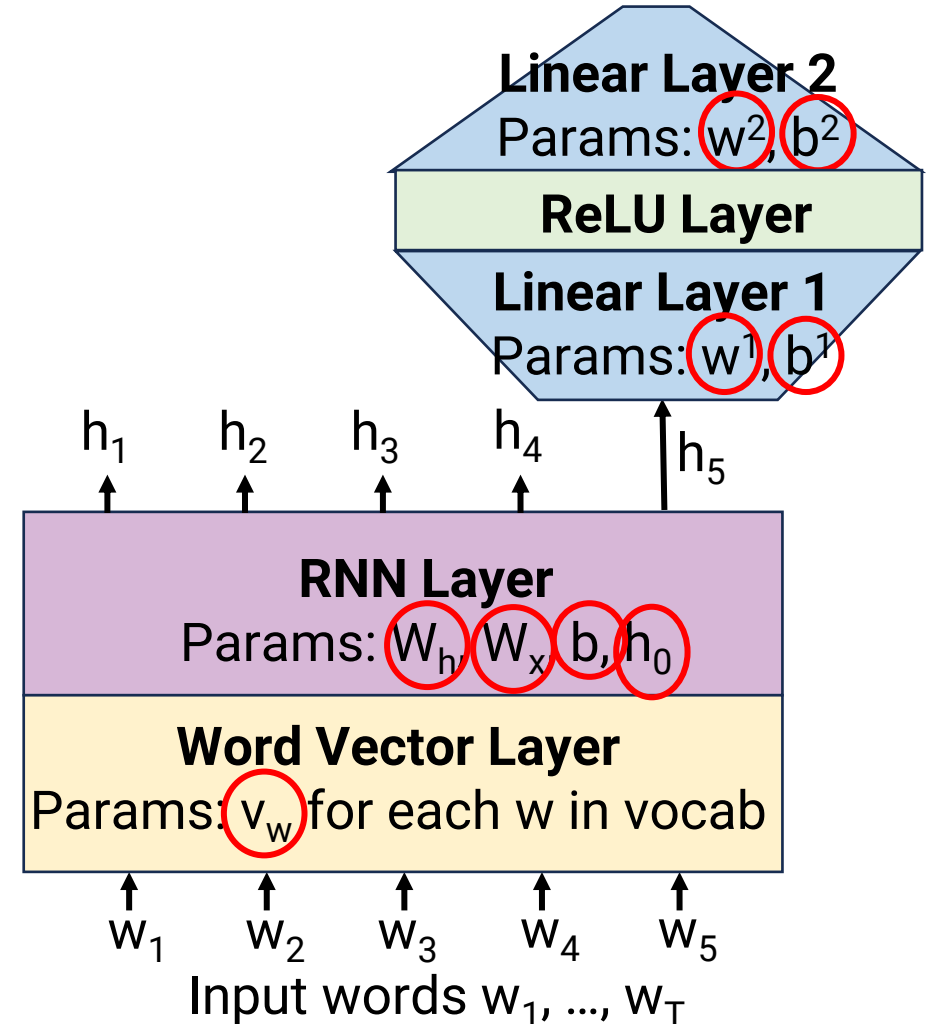 Linear Layer 2
Params: w², b²
ReLU Layer
Linear Layer 1
Params: w¹, b¹
h₁ h₂ h₃ h₄ h₅
RNN Layer
Params: Wₕ, Wₓ, b, h₀
Word Vector Layer
Params: v_w for each w in vocab
w₁ w₂ w₃ w₄ w₅
Input words w₁, …, w_T